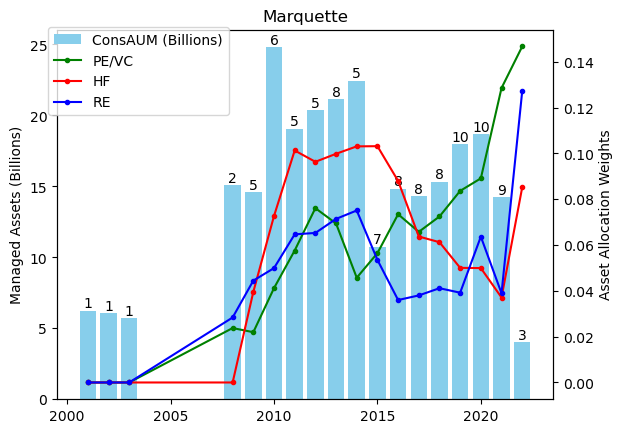 Marquette
ConsAUM (Billions)
PE/VC
HF
RE
Managed Assets (Billions)
25
20
15
10
5
0
1 1 1 2 5 6 5 5 8 5 7 8 8 8 10 10 9 3
2000 2005 2010 2015 2020
0.14
0.12
0.10
0.08
0.06
0.04
0.02
0.00
Asset Allocation Weights